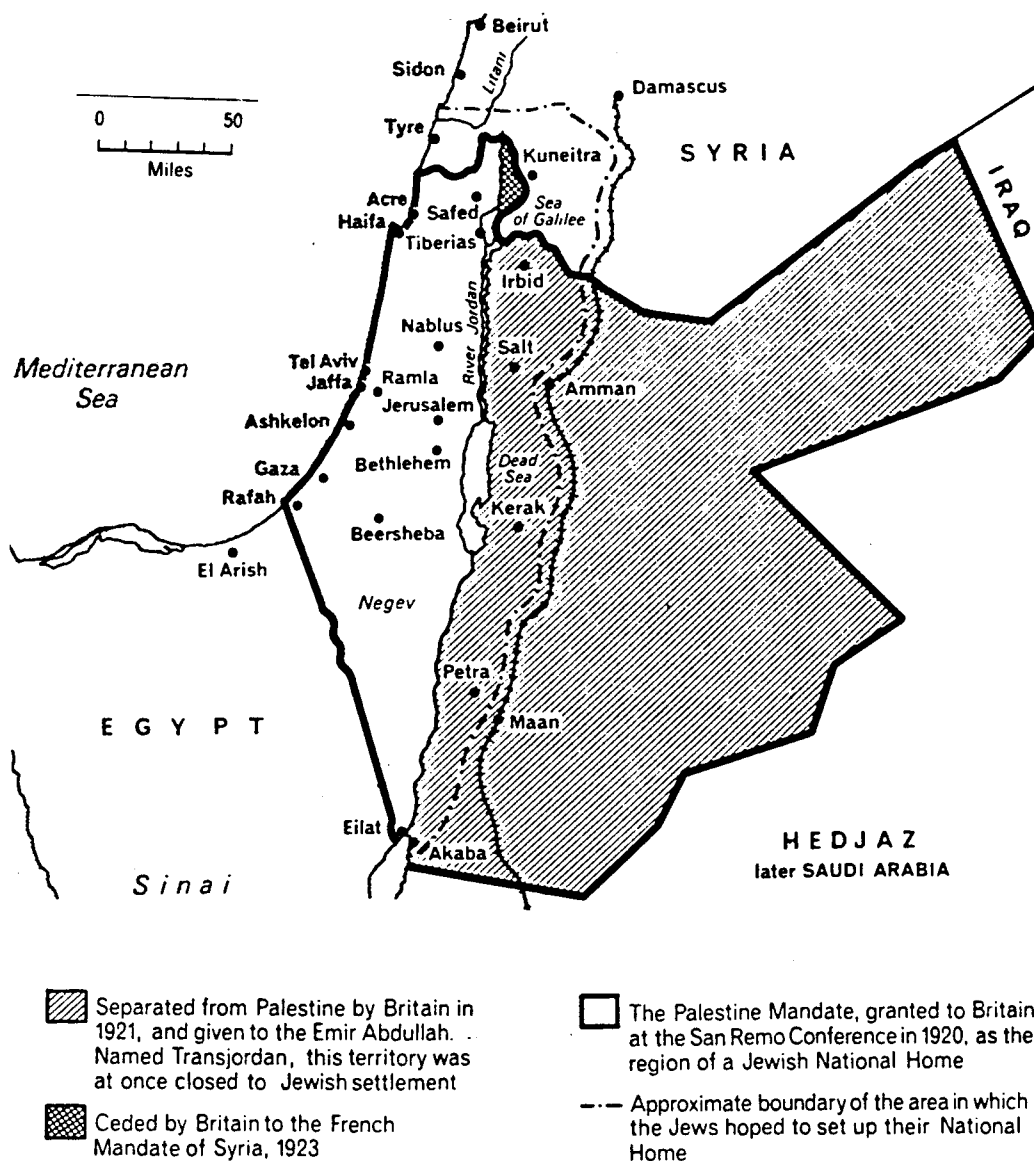 Beirut
Sidon
Litani
Damascus
0 50
Miles
Tyre
Kuneitra
SYRIA
IRAQ
Acre
Safed
Sea
of Galilee
Haifa
Tiberias
Irbid
River Jordan
Nablus
Salt
Mediterranean
Sea
Tel Aviv
Jaffa
Ramla
Amman
Jerusalem
Ashkelon
Gaza
Bethlehem
Dead
Sea
Rafah
Kerak
Beersheba
El Arish
Negev
Petra
EGYPT
Maan
Eilat
Akaba
HEDJAZ
later SAUDI ARABIA
Sinai
Separated from Palestine by Britain in
1921, and given to the Emir Abdullah.
Named Transjordan, this territory was
at once closed to Jewish settlement
Ceded by Britain to the French
Mandate of Syria, 1923
The Palestine Mandate, granted to Britain
at the San Remo Conference in 1920, as the
region of a Jewish National Home
Approximate boundary of the area in which
the Jews hoped to set up their National
Home